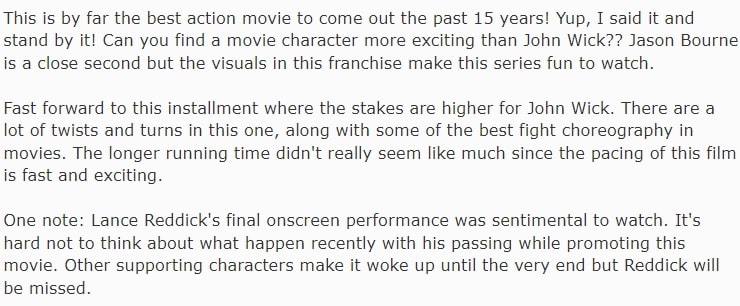 This is by far the best action movie to come out the past 15 years! Yup, I said it and
stand by it! Can you find a movie character more exciting than John Wick?? Jason Bourne
is a close second but the visuals in this franchise make this series fun to watch.
Fast forward to this installment where the stakes are higher for John Wick. There are a
lot of twists and turns in this one, along with some of the best fight choreography in
movies. The longer running time didn't really seem like much since the pacing of this film
is fast and exciting.
One note: Lance Reddick's final onscreen performance was sentimental to watch. It's
hard not to think about what happen recently with his passing while promoting this
movie. Other supporting characters make it woke up until the very end but Reddick will
be missed.